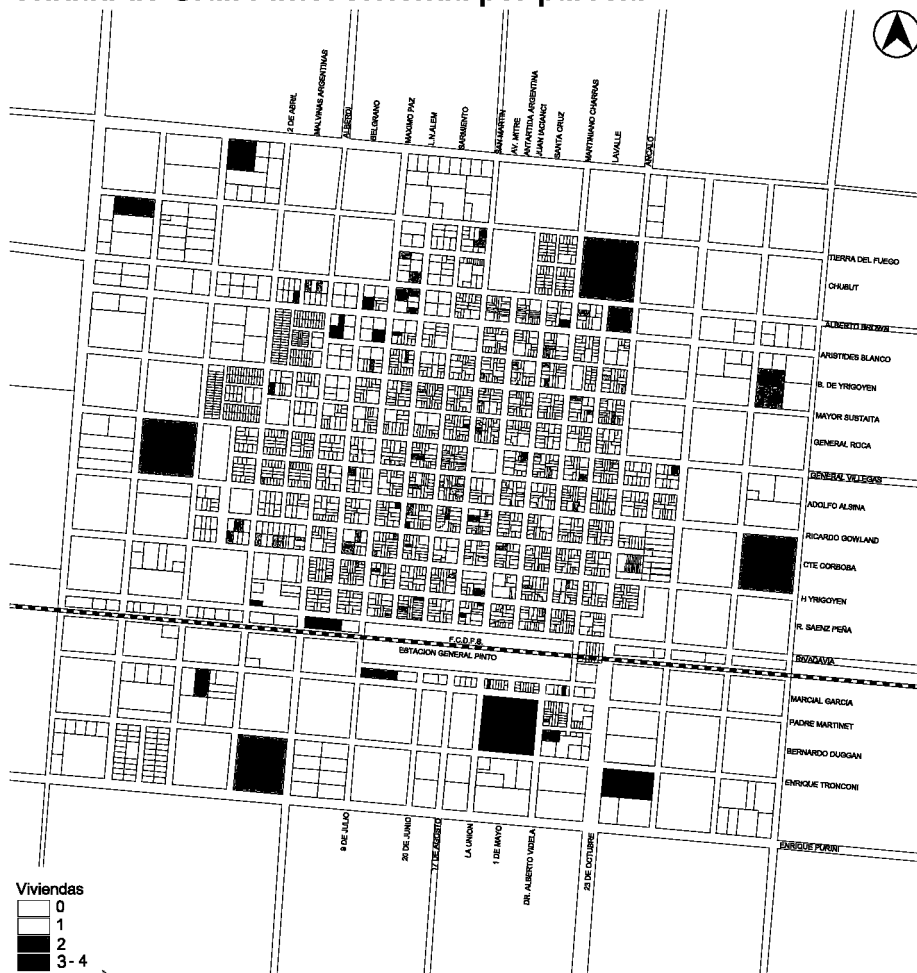 2 DE ABRIL
MALVINAS ARGENTINAS
ALBERDI
BELGRANO
MAXIMO PAZ
L.N.ALEM
SARMIENTO
SAN MARTIN
AV. MITRE
ANTARTIDA ARGENTINA
JUAN IACIANCI
SANTA CRUZ
MARTINIANO CHARRAS
LAVALLE
TIERRA DEL FUEGO
CHUBUT
ALBERTO BROWN
ARISTIDES BLANCO
B. DE YRIGOYEN
MAYOR SUSTAITA
GENERAL ROCA
GENERAL VILLEGAS
ADOLFO ALSINA
RICARDO GOWLAND
CTE CORBOBA
H YRIGOYEN
R. SAENZ PEÑA
RIVADAVIA
F.C.D.F.S.
ESTACION GENERAL PINTO
MARCIAL GARCIA
PADRE MARTINET
BERNARDO DUGGAN
ENRIQUE TRONCONI
ENRIQUE PURINI
9 DE JULIO
20 DE JUNIO
17 DE AGOSTO
LA UNION
1 DE MAYO
DR. ALBERTO VIDELA
23 DE OCTUBRE
Viviendas
0
1
2
3 - 4